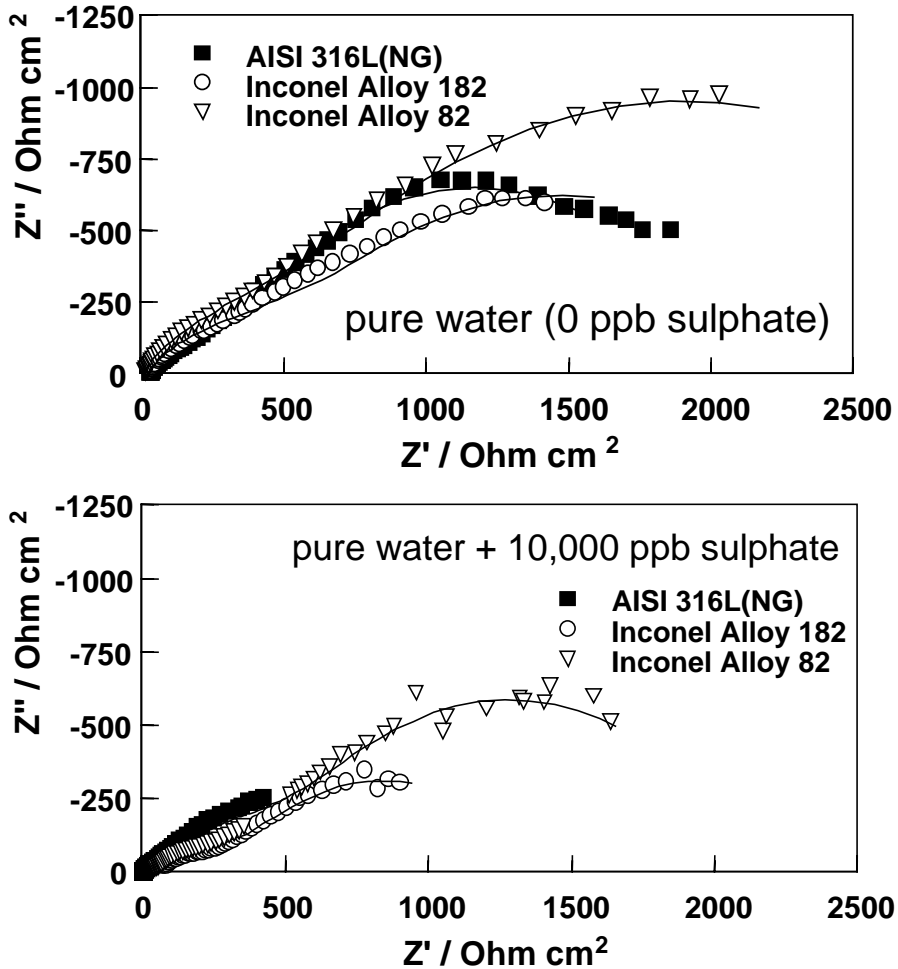 -1250
AISI 316L(NG)
Inconel Alloy 182
Inconel Alloy 82
-1000
-750
-500
-250
0
Z'' / Ohm cm 2
pure water (0 ppb sulphate)
0 500 1000 1500 2000 2500
Z' / Ohm cm 2
-1250
pure water + 10,000 ppb sulphate
-1000
AISI 316L(NG)
Inconel Alloy 182
Inconel Alloy 82
-750
-500
-250
0
Z'' / Ohm cm 2
0 500 1000 1500 2000 2500
Z' / Ohm cm2